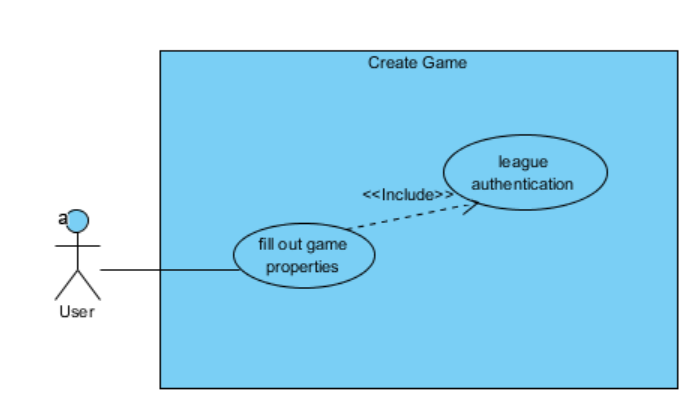 Create Game
league
authentication
<<Include>>
a
fill out game
properties
User